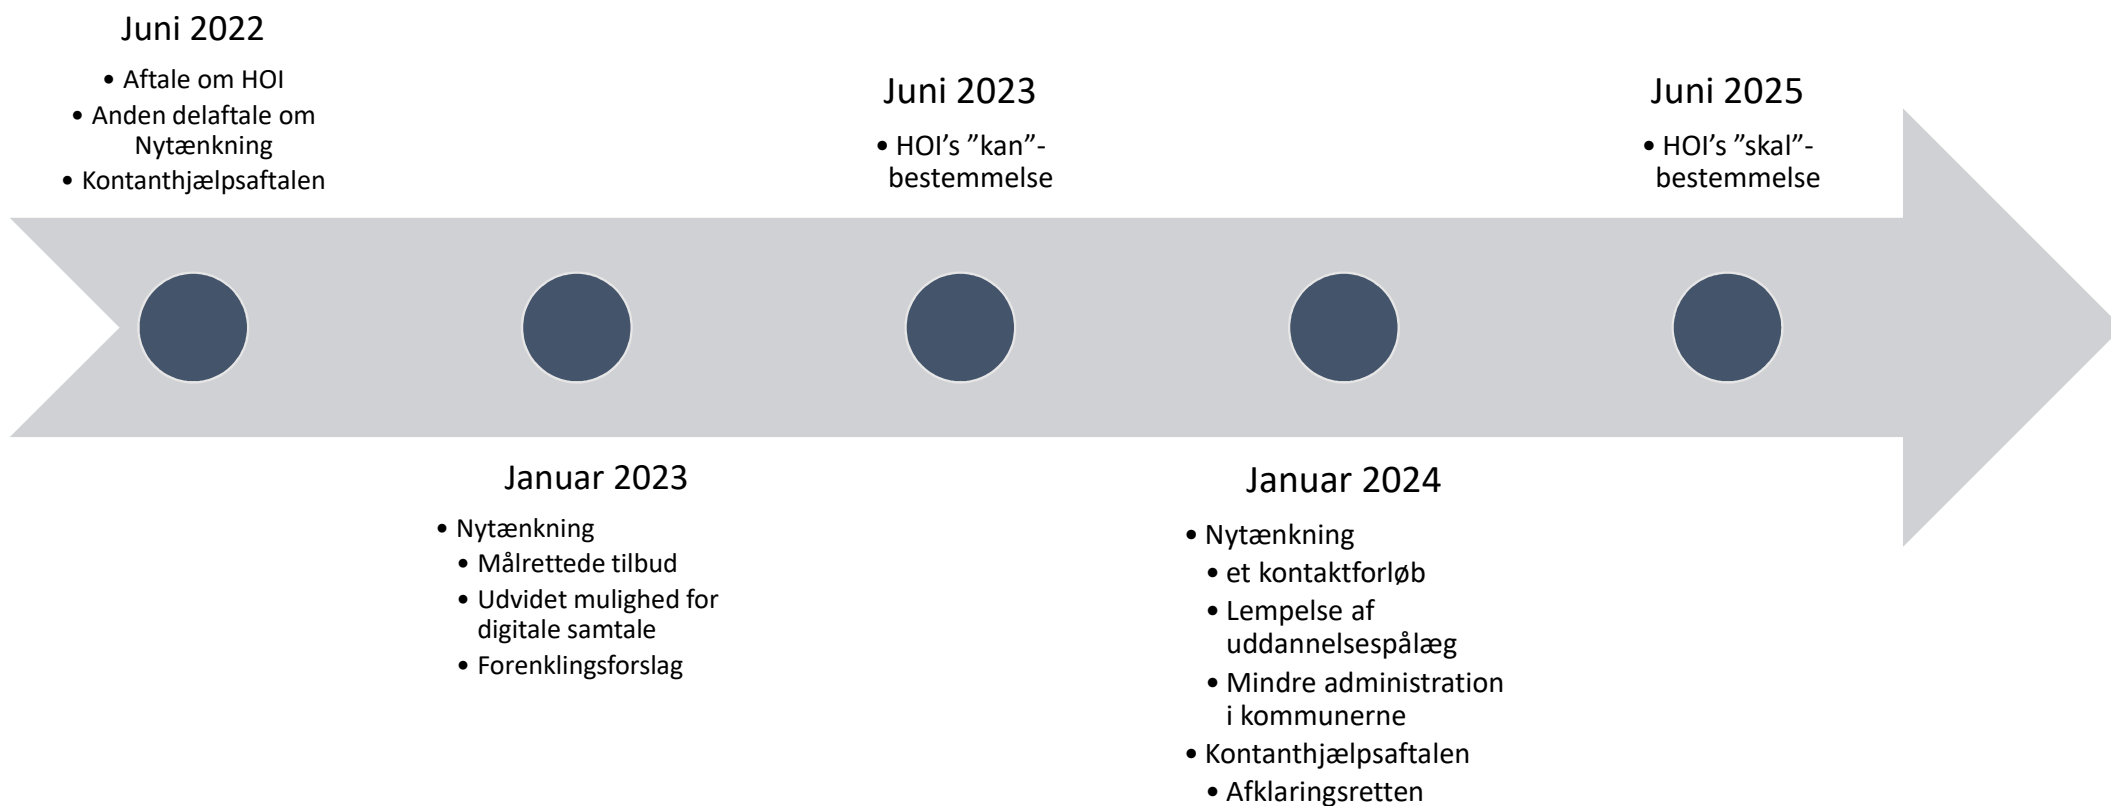 Juni 2022
• Aftale om HOI
• Anden delaftale om
Nytænkning
• Kontanthjælpsaftalen
Januar 2023
• Nytænkning
• Målrettede tilbud
• Udvidet mulighed for
digitale samtale
• Forenklingsforslag
Juni 2023
• HOI’s ”kan”-
bestemmelse
Januar 2024
• Nytænkning
• et kontaktforløb
• Lempelse af
uddannelsespålæg
• Mindre administration
i kommunerne
• Kontanthjælpsaftalen
• Afklaringsretten
Juni 2025
• HOI’s ”skal”-
bestemmelse